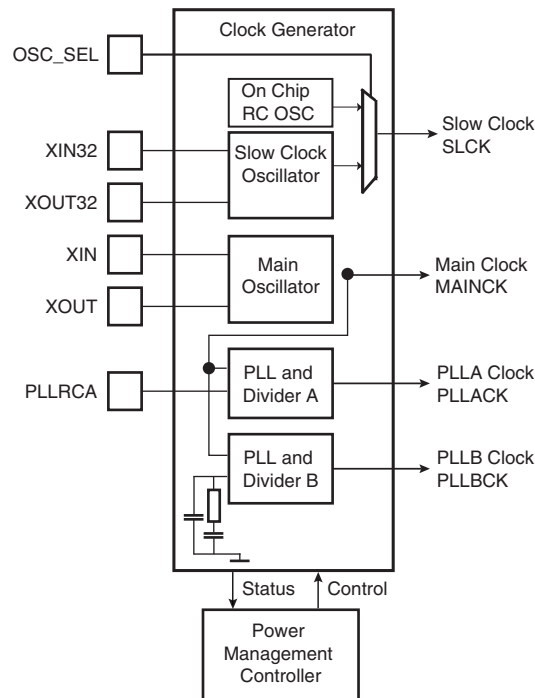 Clock Generator
OSC_SEL
On Chip
RC OSC
Slow Clock
SLCK
XIN32
Slow Clock
Oscillator
XOUT32
XIN
Main
Oscillator
Main Clock
MAINCK
XOUT
PLLRCA
PLL and
Divider A
PLLA Clock
PLLACK
PLL and
Divider B
PLLB Clock
PLLBCK
Status
Control
Power
Management
Controller